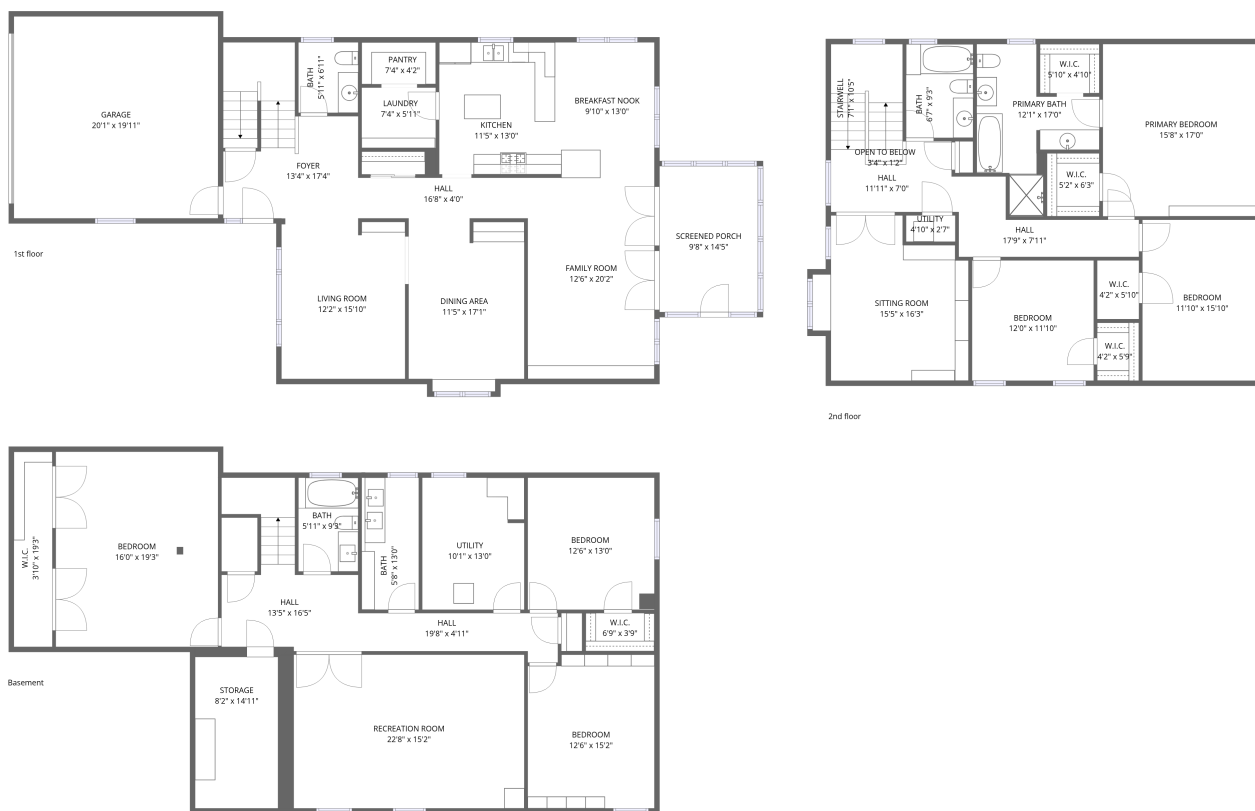 GARAGE
20'1" x 19'11"
BATH
5'11" x 6'11"
PANTRY
7'4" x 4'2"
LAUNDRY
7'4" x 5'11"
KITCHEN
11'5" x 13'0"
BREAKFAST NOOK
9'10" x 13'0"
FOYER
13'4" x 17'4"
HALL
16'8" x 4'0"
SCREENED PORCH
9'8" x 14'5"
LIVING ROOM
12'2" x 15'10"
DINING AREA
11'5" x 17'1"
FAMILY ROOM
12'6" x 20'2"
1st floor
STAIRWELL
7'1" x 10'5"
BATH
6'7" x 9'3"
W.I.C.
5'10" x 4'10"
PRIMARY BATH
12'1" x 17'0"
PRIMARY BEDROOM
15'8" x 17'0"
OPEN TO BELOW
3'4" x 1'2"
HALL
11'11" x 7'0"
W.I.C.
5'2" x 6'3"
UTILITY
4'10" x 2'7"
HALL
17'9" x 7'11"
SITTING ROOM
15'5" x 16'3"
BEDROOM
12'0" x 11'10"
W.I.C.
4'2" x 5'10"
BEDROOM
11'10" x 15'10"
W.I.C.
4'2" x 5'9"
2nd floor
W.I.C.
3'10" x 19'3"
BEDROOM
16'0" x 19'3"
BATH
5'11" x 9'3"
BATH
5'8" x 13'0"
UTILITY
10'1" x 13'0"
BEDROOM
12'6" x 13'0"
HALL
13'5" x 16'5"
HALL
19'8" x 4'11"
W.I.C.
6'9" x 3'9"
STORAGE
8'2" x 14'11"
RECREATION ROOM
22'8" x 15'2"
BEDROOM
12'6" x 15'2"
Basement